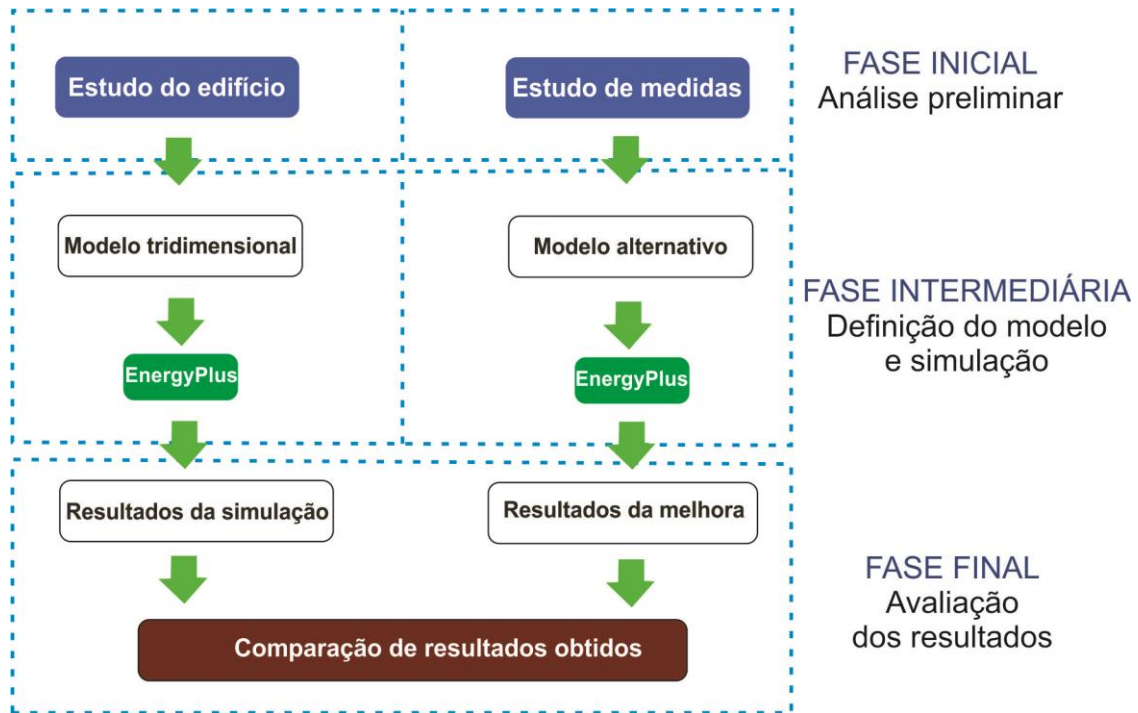 Estudo do edifício
Estudo de medidas
FASE INICIAL
Análise preliminar
Modelo tridimensional
Modelo alternativo
EnergyPlus
EnergyPlus
FASE INTERMEDIÁRIA
Definição do modelo
e simulação
Resultados da simulação
Resultados da melhora
Comparação de resultados obtidos
FASE FINAL
Avaliação
dos resultados